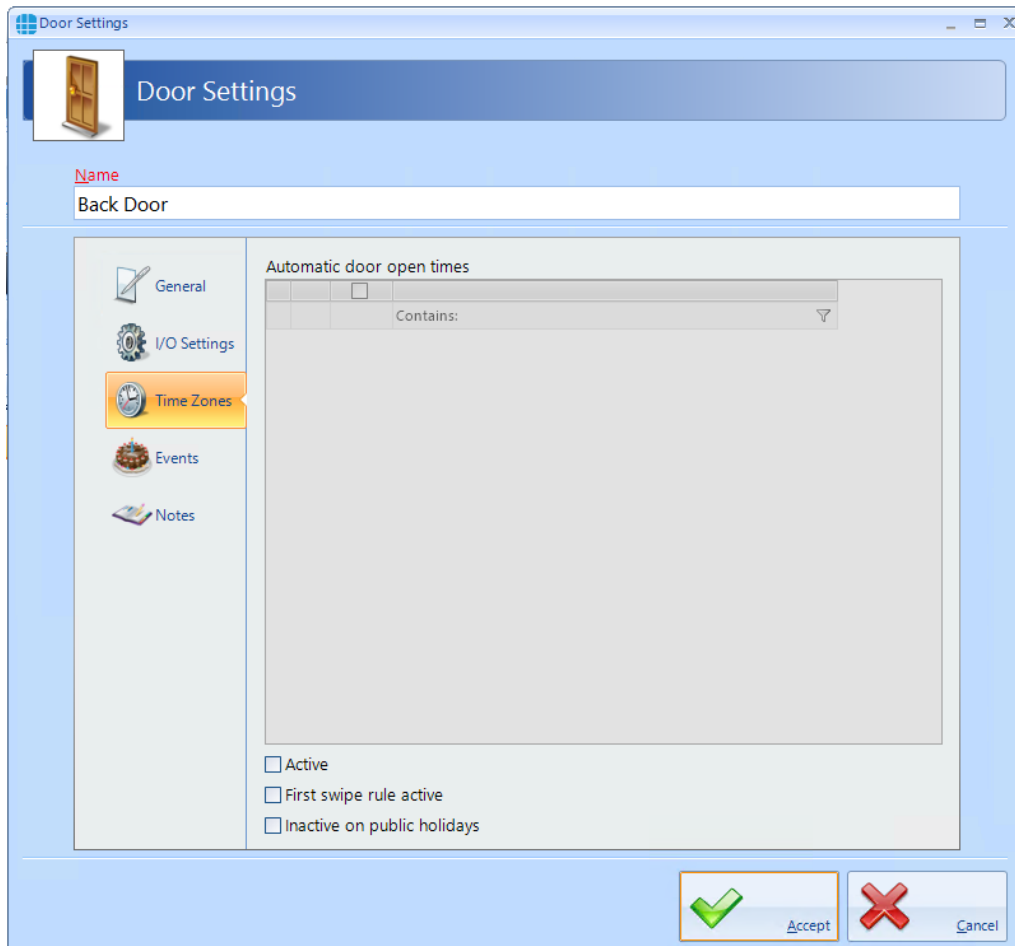 Door Settings
Door Settings
Name
Back Door
General
I/O Settings
Time Zones
Events
Notes
Automatic door open times
Contains:
Active
First swipe rule active
Inactive on public holidays
Accept
Cancel